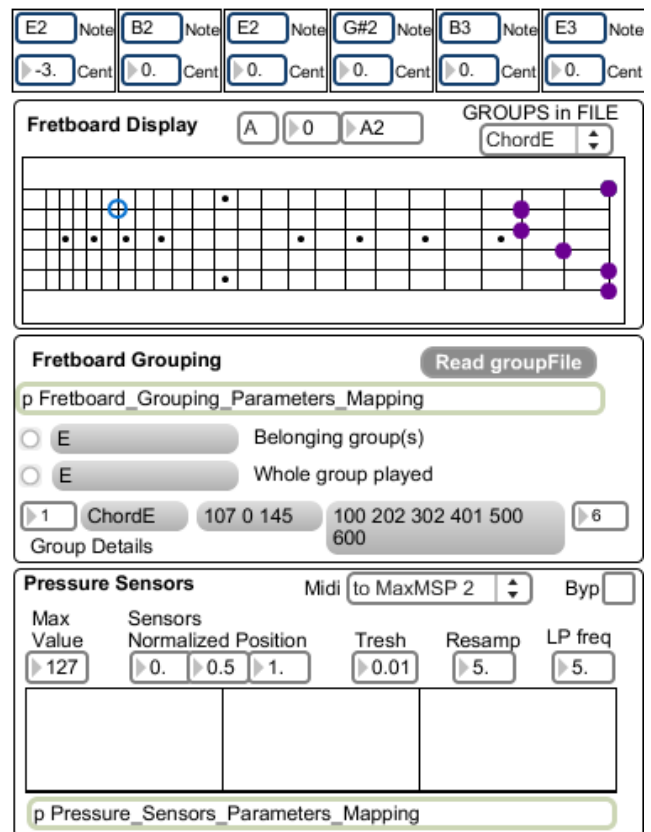 E2 Note B2 Note E2 Note G#2 Note B3 Note E3 Note
-3. Cent 0. Cent 0. Cent 0. Cent 0. Cent 0. Cent
GROUPS in FILE
Fretboard Display A 0 A2 ChordE
Fretboard Grouping Read groupFile
p Fretboard_Grouping_Parameters_Mapping
E Belonging group(s)
E Whole group played
1 ChordE 107 0 145 100 202 302 401 500 6
600
Group Details
Pressure Sensors Midi to MaxMSP 2 Byp
Max Sensors
Value Normalized Position Tresh Resamp LP freq
127 0. 0.5 1. 0.01 5. 5.
p Pressure_Sensors_Parameters_Mapping